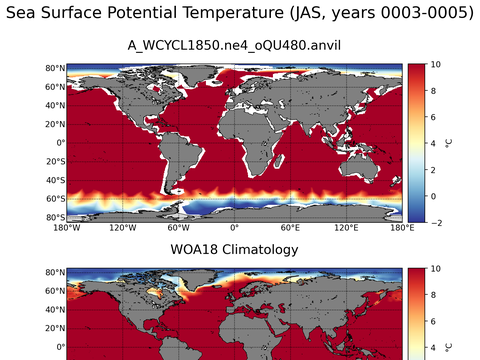 Sea Surface Potential Temperature (JAS, years 0003-0005)
A_WCYCL1850.ne4_oQU480.anvil
80°N
60°N
40°N
20°N
0°
20°S
40°S
60°S
80°S
180°W 120°W 60°W 0° 60°E 120°E 180°E
10
8
6
4
2
0
−2
°C
WOA18 Climatology
80°N
60°N
40°N
20°N
0°
10
8
6
4
°C